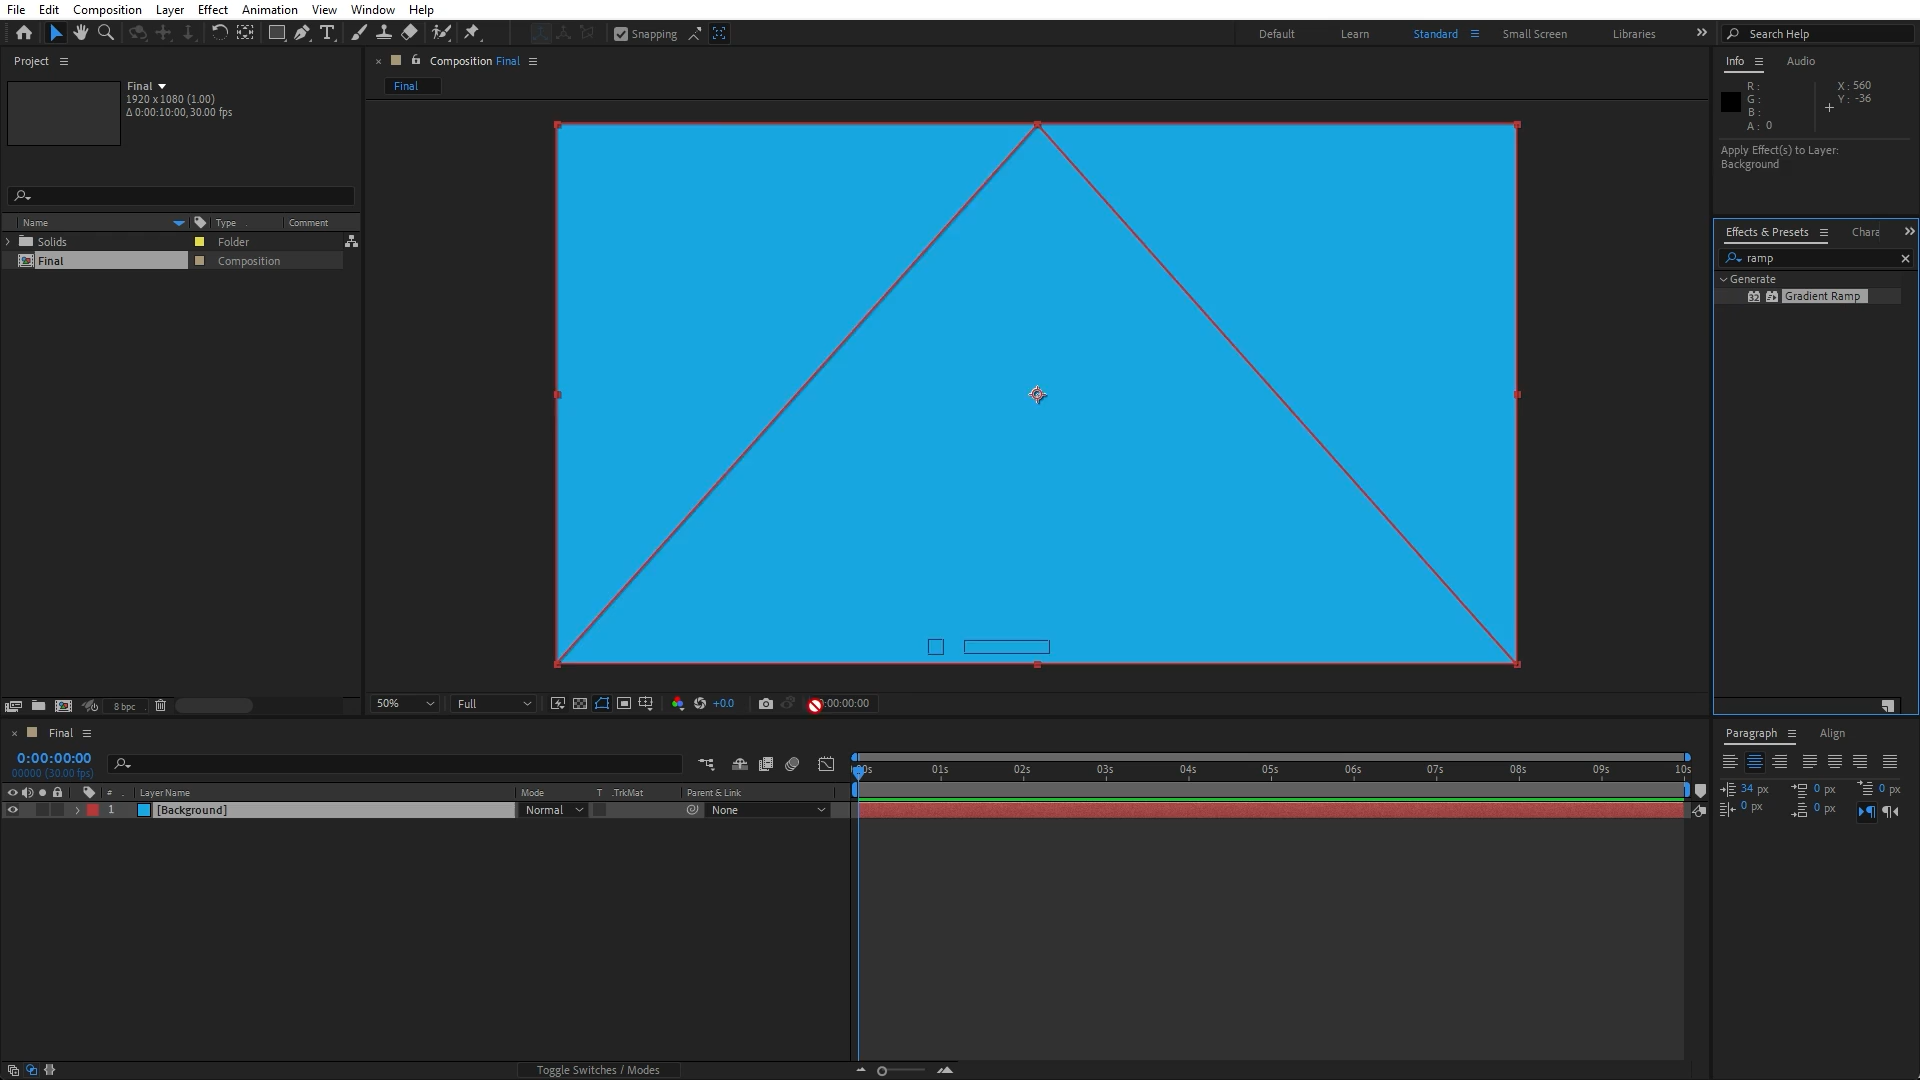 File Edit Composition Layer Effect Animation View Window Help
Snapping
Default Learn Standard Small Screen Libraries
Search Help
Project
Final
1920 x 1080 (1.00)
Δ 0:00:10:00, 30.00 fps
Name Type Comment
Solids Folder
Final Composition
8 bpc
Composition Final
Final
50% Full +0.0 :00:00:00
Info Audio
R : X : 560
G : Y : -36
B :
A : 0
Apply Effect(s) to Layer:
Background
Effects & Presets Chara
ramp
Generate
32 Gradient Ramp
Final
0:00:00:00
00000 (30.00 fps)
# Layer Name Mode T .TrkMat Parent & Link
1 [Background] Normal None
00s 01s 02s 03s 04s 05s 06s 07s 08s 09s 10s
Toggle Switches / Modes
Paragraph Align
34 px 0 px 0 px
0 px 0 px